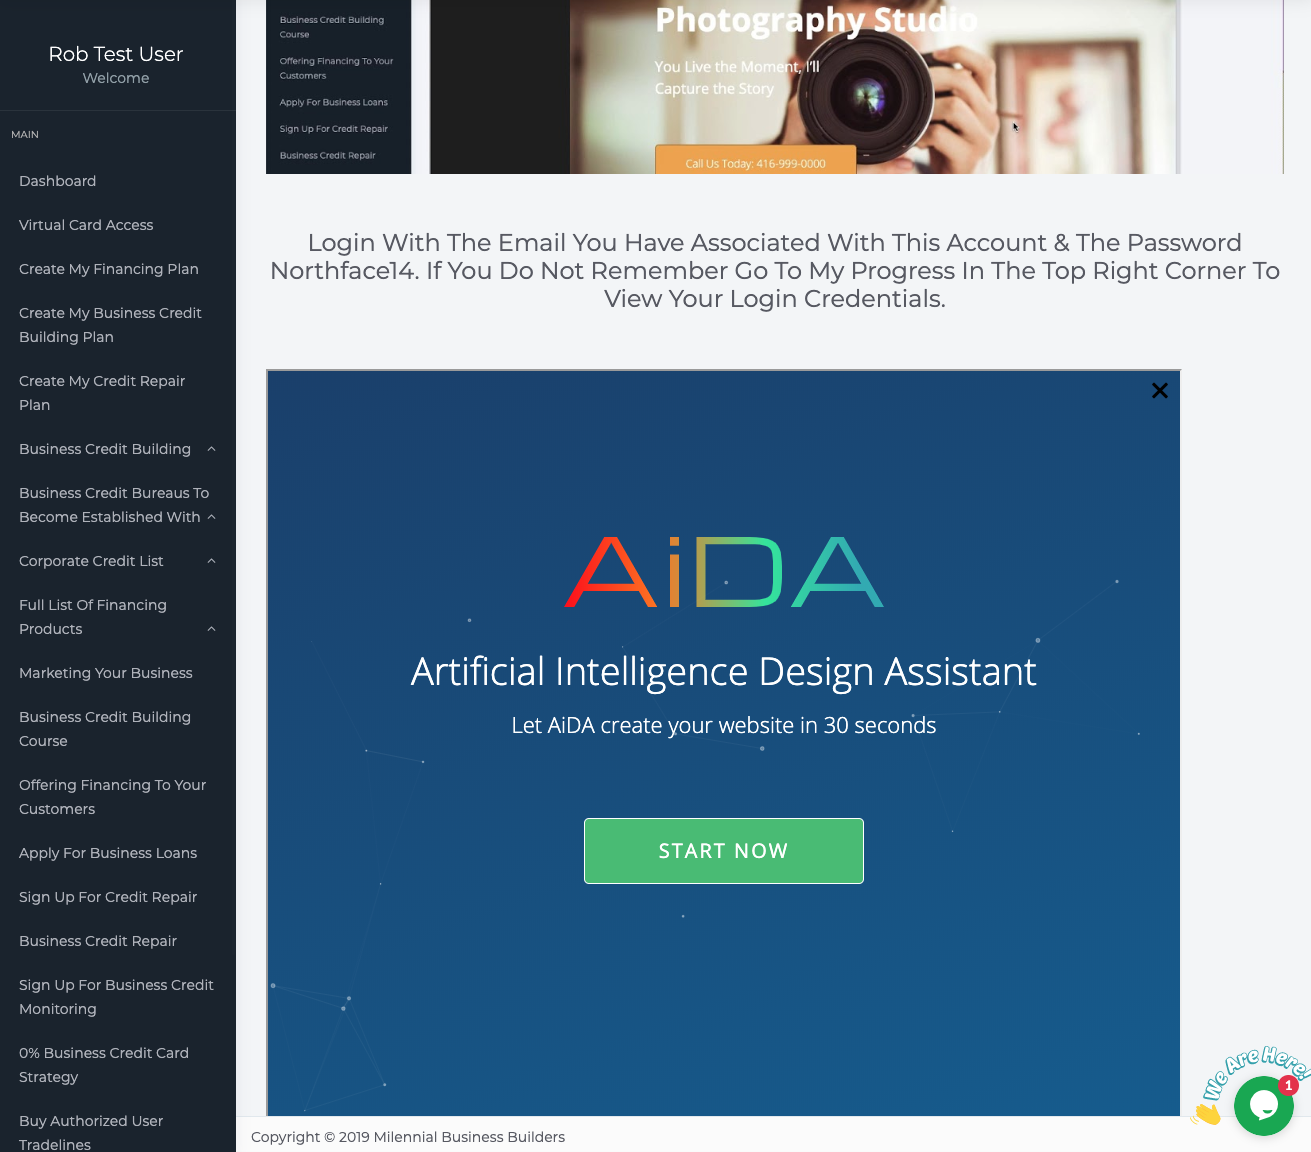 Rob Test User
Welcome
MAIN
Dashboard
Virtual Card Access
Create My Financing Plan
Create My Business Credit
Building Plan
Create My Credit Repair
Plan
Business Credit Building
Business Credit Bureaus To
Become Established With
Corporate Credit List
Full List Of Financing
Products
Marketing Your Business
Business Credit Building
Course
Offering Financing To Your
Customers
Apply For Business Loans
Sign Up For Credit Repair
Business Credit Repair
Sign Up For Business Credit
Monitoring
0% Business Credit Card
Strategy
Buy Authorized User
Tradelines
Business Credit Building
Course
Offering Financing To Your
Customers
Apply For Business Loans
Sign Up For Credit Repair
Business Credit Repair
Photography Studio
You Live the Moment, I'll
Capture the Story
Call Us Today: 416-999-0000
Login With The Email You Have Associated With This Account & The Password
Northface14. If You Do Not Remember Go To My Progress In The Top Right Corner To
View Your Login Credentials.
AiDA
Artificial Intelligence Design Assistant
Let AiDA create your website in 30 seconds
START NOW
We Are Here!
1
Copyright © 2019 Milennial Business Builders